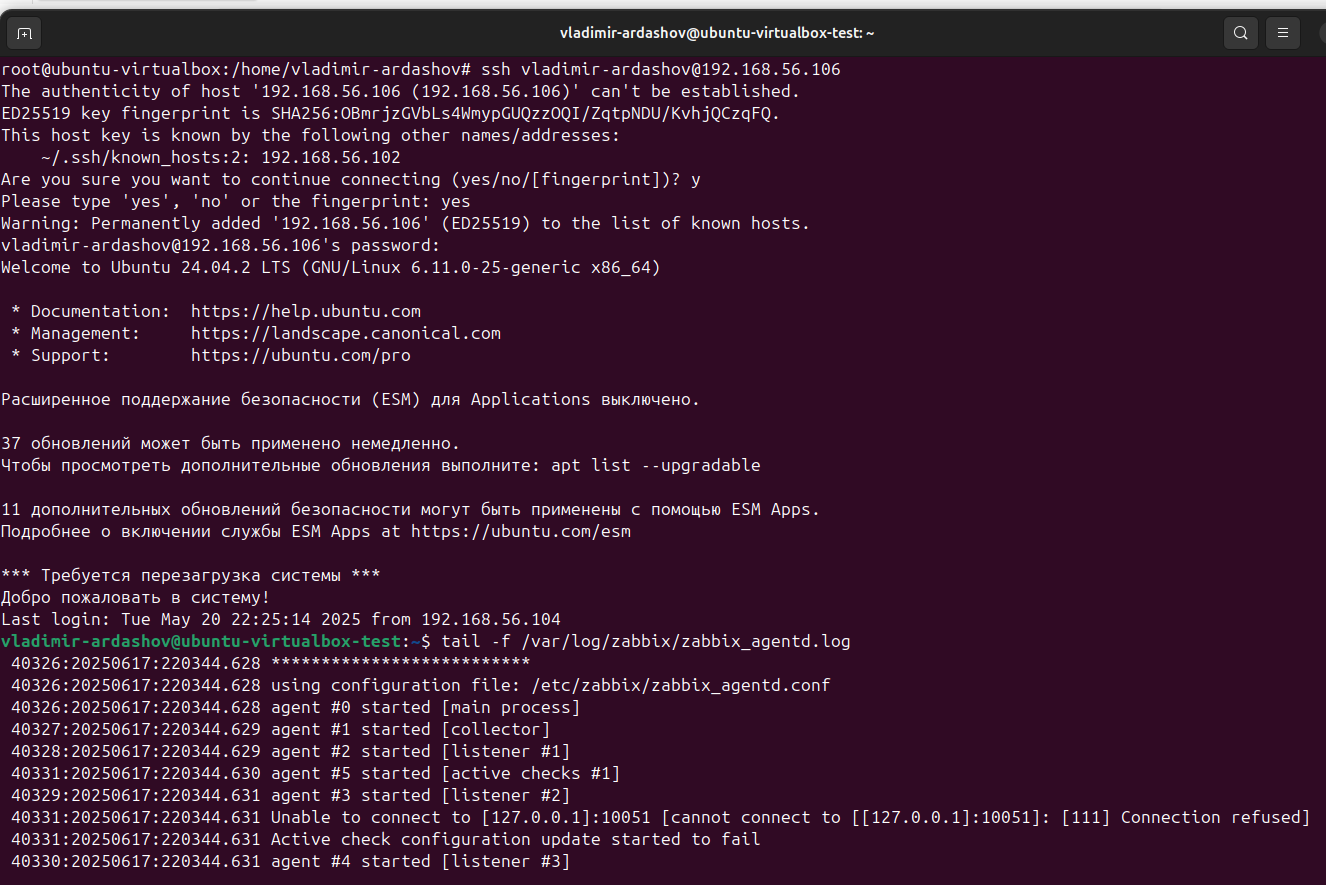 vladimir-ardashov@ubuntu-virtualbox-test: ~
root@ubuntu-virtualbox:/home/vladimir-ardashov# ssh vladimir-ardashov@192.168.56.106
The authenticity of host '192.168.56.106 (192.168.56.106)' can't be established.
ED25519 key fingerprint is SHA256:OBmrjzGVbLs4WmypGUQzzOQI/ZqtpNDU/KvhjQCzqFQ.
This host key is known by the following other names/addresses:
    ~/.ssh/known_hosts:2: 192.168.56.102
Are you sure you want to continue connecting (yes/no/[fingerprint])? y
Please type 'yes', 'no' or the fingerprint: yes
Warning: Permanently added '192.168.56.106' (ED25519) to the list of known hosts.
vladimir-ardashov@192.168.56.106's password:
Welcome to Ubuntu 24.04.2 LTS (GNU/Linux 6.11.0-25-generic x86_64)
 * Documentation:  https://help.ubuntu.com
 * Management:     https://landscape.canonical.com
 * Support:        https://ubuntu.com/pro
Расширенное поддержание безопасности (ESM) для Applications выключено.
37 обновлений может быть применено немедленно.
Чтобы просмотреть дополнительные обновления выполните: apt list --upgradable
11 дополнительных обновлений безопасности могут быть применены с помощью ESM Apps.
Подробнее о включении службы ESM Apps at https://ubuntu.com/esm
*** Требуется перезагрузка системы ***
Добро пожаловать в систему!
Last login: Tue May 20 22:25:14 2025 from 192.168.56.104
vladimir-ardashov@ubuntu-virtualbox-test:~$ tail -f /var/log/zabbix/zabbix_agentd.log
 40326:20250617:220344.628 **************************
 40326:20250617:220344.628 using configuration file: /etc/zabbix/zabbix_agentd.conf
 40326:20250617:220344.628 agent #0 started [main process]
 40327:20250617:220344.629 agent #1 started [collector]
 40328:20250617:220344.629 agent #2 started [listener #1]
 40331:20250617:220344.630 agent #5 started [active checks #1]
 40329:20250617:220344.631 agent #3 started [listener #2]
 40331:20250617:220344.631 Unable to connect to [127.0.0.1]:10051 [cannot connect to [[127.0.0.1]:10051]: [111] Connection refused]
 40331:20250617:220344.631 Active check configuration update started to fail
 40330:20250617:220344.631 agent #4 started [listener #3]